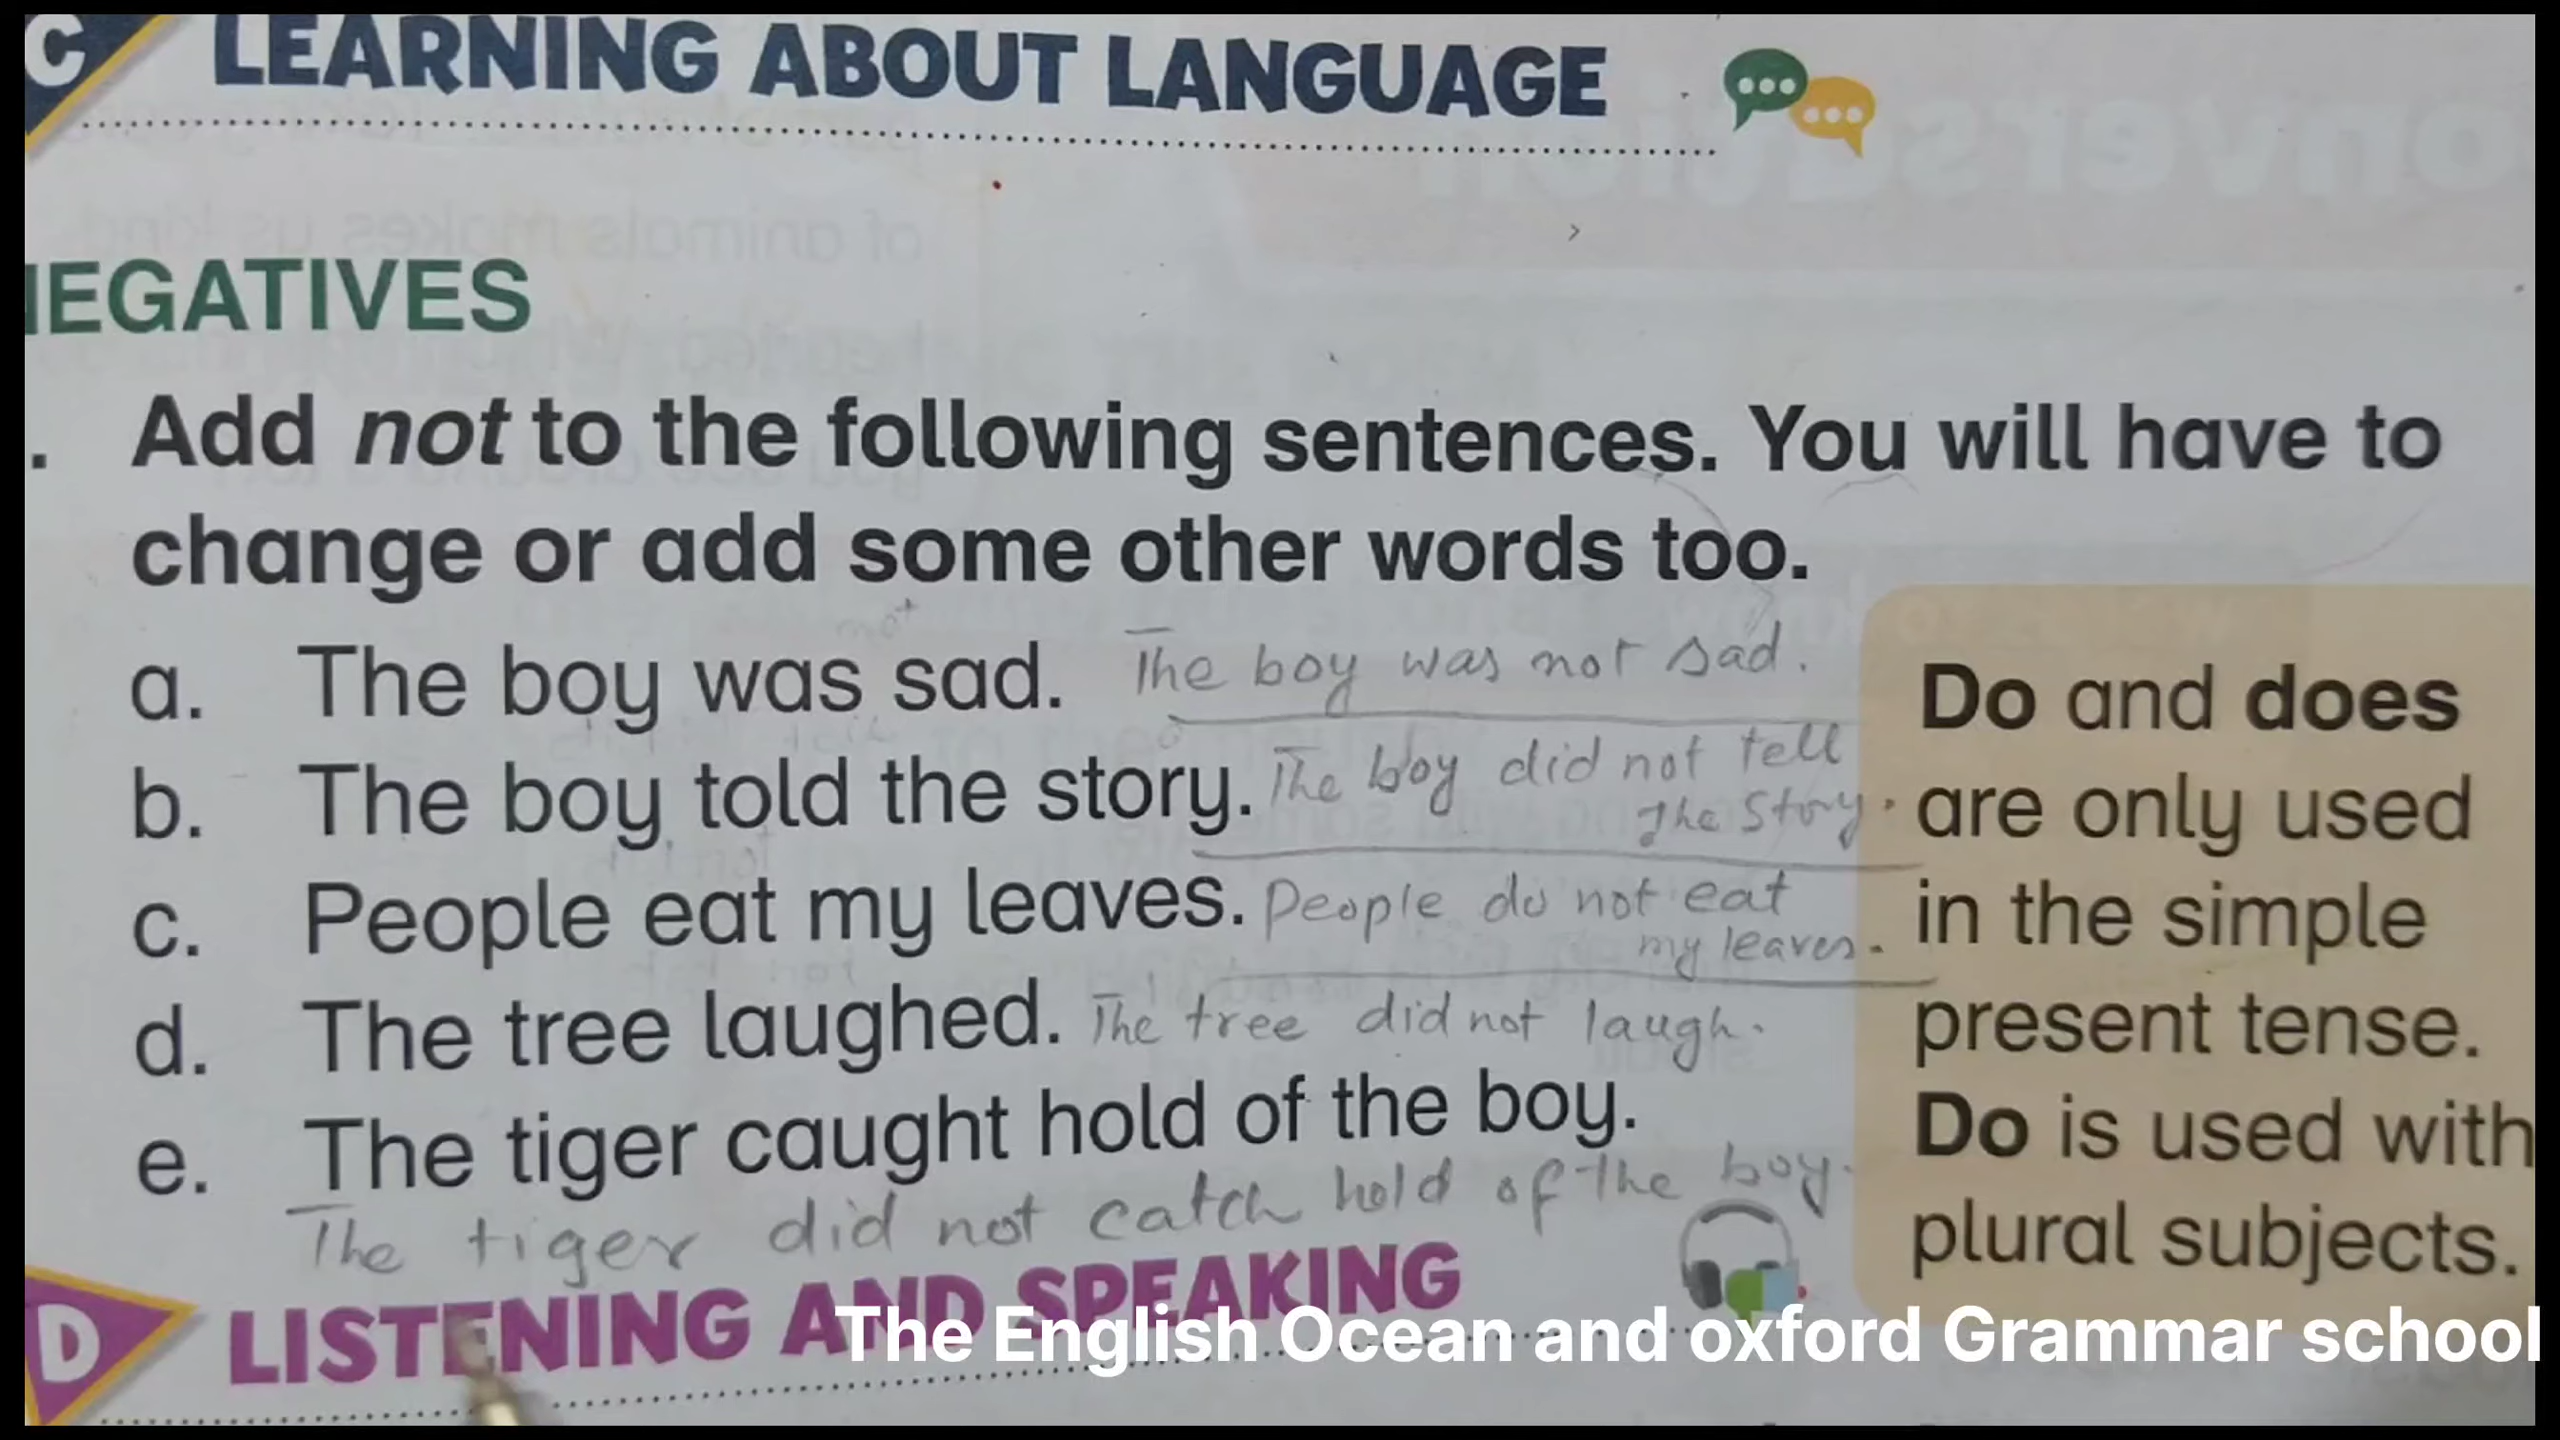 C LEARNING ABOUT LANGUAGE
NEGATIVES
. Add not to the following sentences. You will have to
change or add some other words too.
not
a. The boy was sad. The boy was not sad.
b. The boy told the story. The boy did not tell
the Story.
c. People eat my leaves. People do not eat
my leaves.
d. The tree laughed. The tree did not laugh.
e. The tiger caught hold of the boy.
The tiger did not catch hold of the boy.
Do and does
are only used
in the simple
present tense.
Do is used with
plural subjects.
D LISTENING AND SPEAKING
The English Ocean and oxford Grammar school